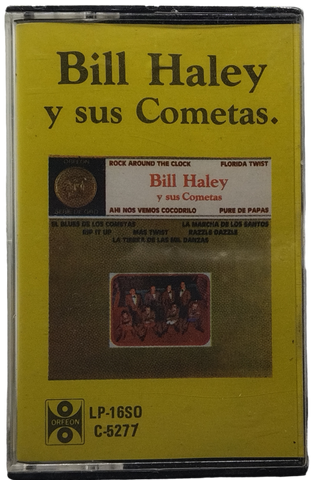 Bill Haley
y sus Cometas.
ROCK AROUND THE CLOCK FLORIDA TWIST
Bill Haley
y sus Cometas
AHI NOS VEMOS COCODRILO PURE DE PAPAS
EL BLUES DE LOS COMETAS LA MARCHA DE LOS SANTOS
RIP IT UP MAS TWIST RAZZLE DAZZLE
LA TIERRA DE LAS MIL DANZAS
ORFEON
LP-16SO
C-5277